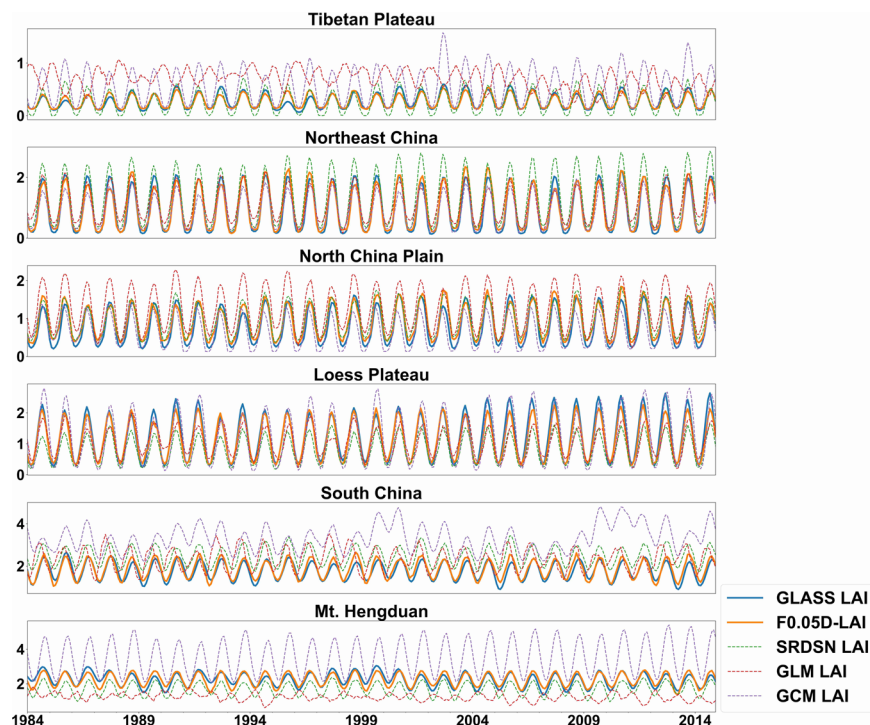 Tibetan Plateau
1
0
Northeast China
2
0
North China Plain
2
1
0
Loess Plateau
2
1
0
South China
4
2
Mt. Hengduan
4
2
1984 1989 1994 1999 2004 2009 2014
GLASS LAI
F0.05D-LAI
SRDSN LAI
GLM LAI
GCM LAI